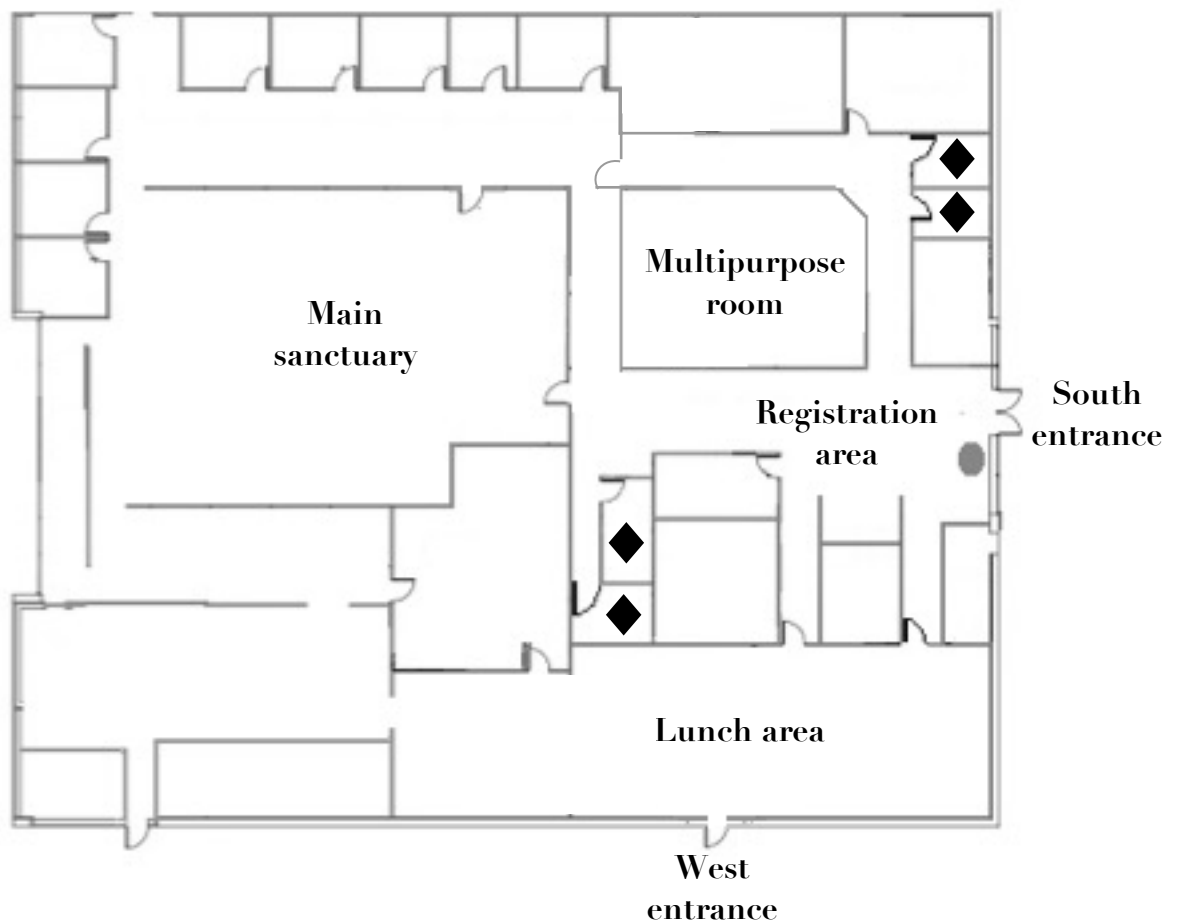 Multipurpose
room
Main
sanctuary
South
entrance
Registration
area
Lunch area
West
entrance